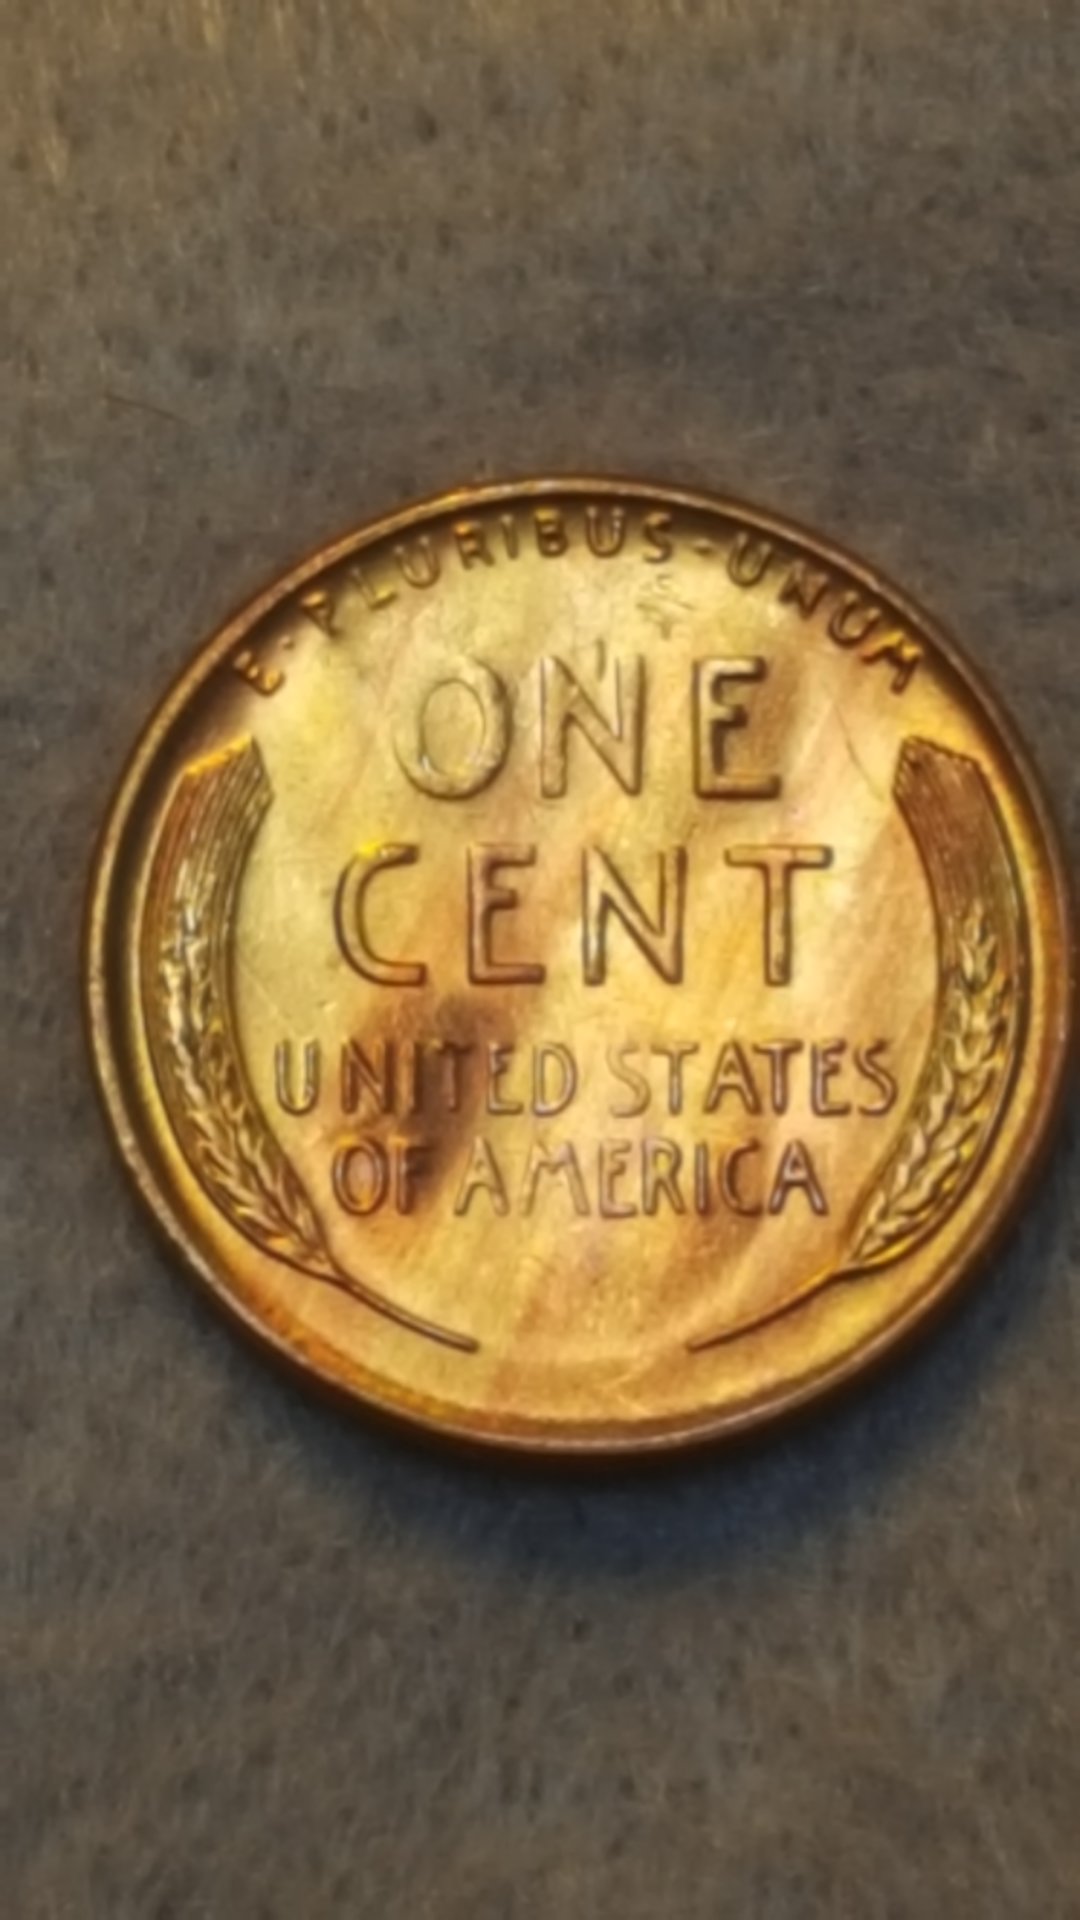 E·PLURIBUS·UNUM
ONE
CENT
UNITED STATES
OF AMERICA